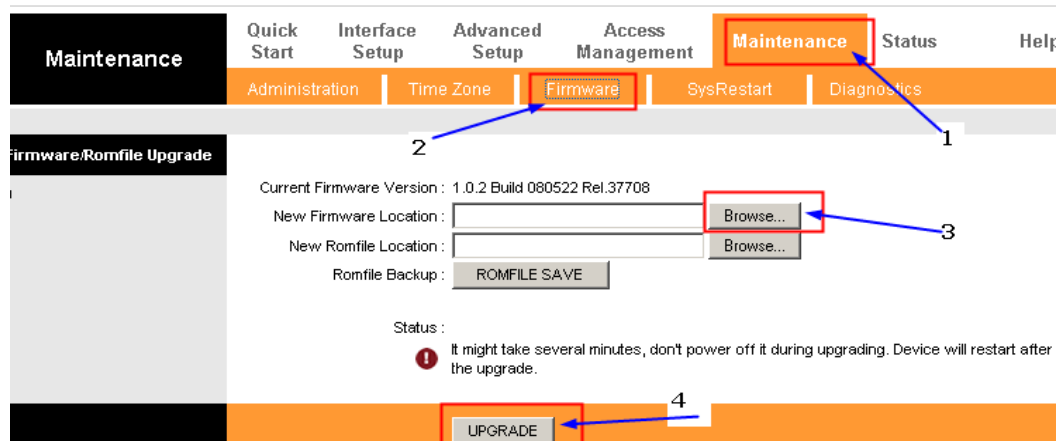 Maintenance
Quick Start
Interface Setup
Advanced Setup
Access Management
Maintenance
Status
Help
Administration
Time Zone
Firmware
SysRestart
Diagnostics
1
2
Firmware/Romfile Upgrade
Current Firmware Version : 1.0.2 Build 080522 Rel.37708
New Firmware Location : Browse...
3
New Romfile Location : Browse...
Romfile Backup : ROMFILE SAVE
Status :
It might take several minutes, don't power off it during upgrading. Device will restart after
the upgrade.
4
UPGRADE